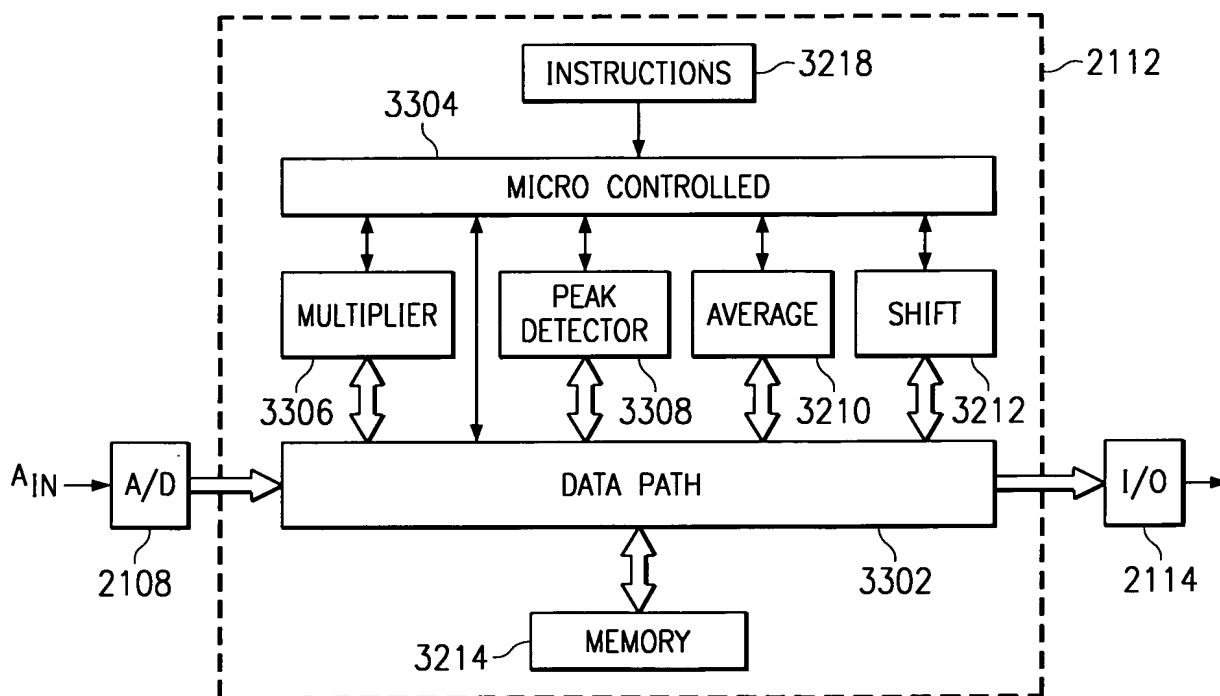 INSTRUCTIONS
3218
2112
3304
MICRO CONTROLLED
MULTIPLIER
PEAK
DETECTOR
AVERAGE
SHIFT
3306
3308
3210
3212
AIN
A/D
DATA PATH
I/O
2108
3302
2114
3214
MEMORY